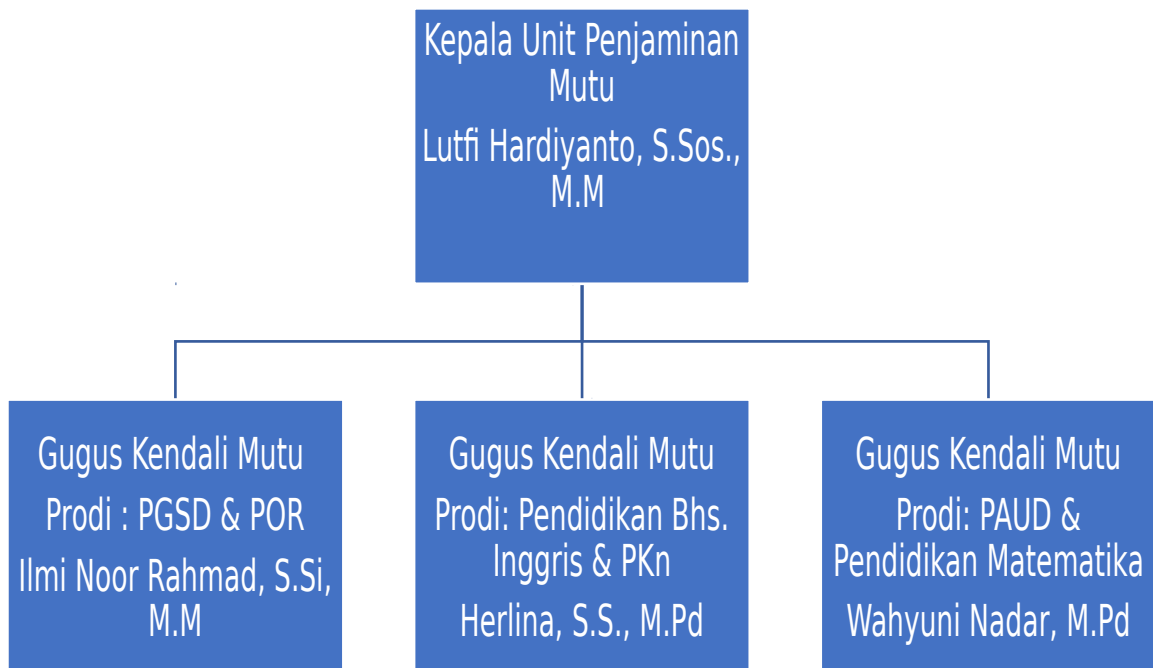 Kepala Unit Penjaminan
Mutu
Lutfi Hardiyanto, S.Sos.,
M.M
Gugus Kendali Mutu
Prodi : PGSD & POR
Ilmi Noor Rahmad, S.Si,
M.M
Gugus Kendali Mutu
Prodi: Pendidikan Bhs.
Inggris & PKn
Herlina, S.S., M.Pd
Gugus Kendali Mutu
Prodi: PAUD &
Pendidikan Matematika
Wahyuni Nadar, M.Pd